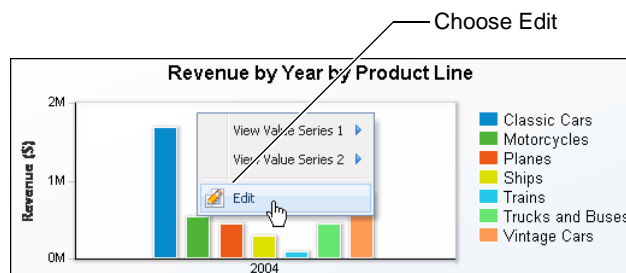 Choose Edit
Revenue by Year by Product Line
2M
1M
0M
Revenue ($)
View Value Series 1
View Value Series 2
Edit
2004
Classic Cars
Motorcycles
Planes
Ships
Trains
Trucks and Buses
Vintage Cars